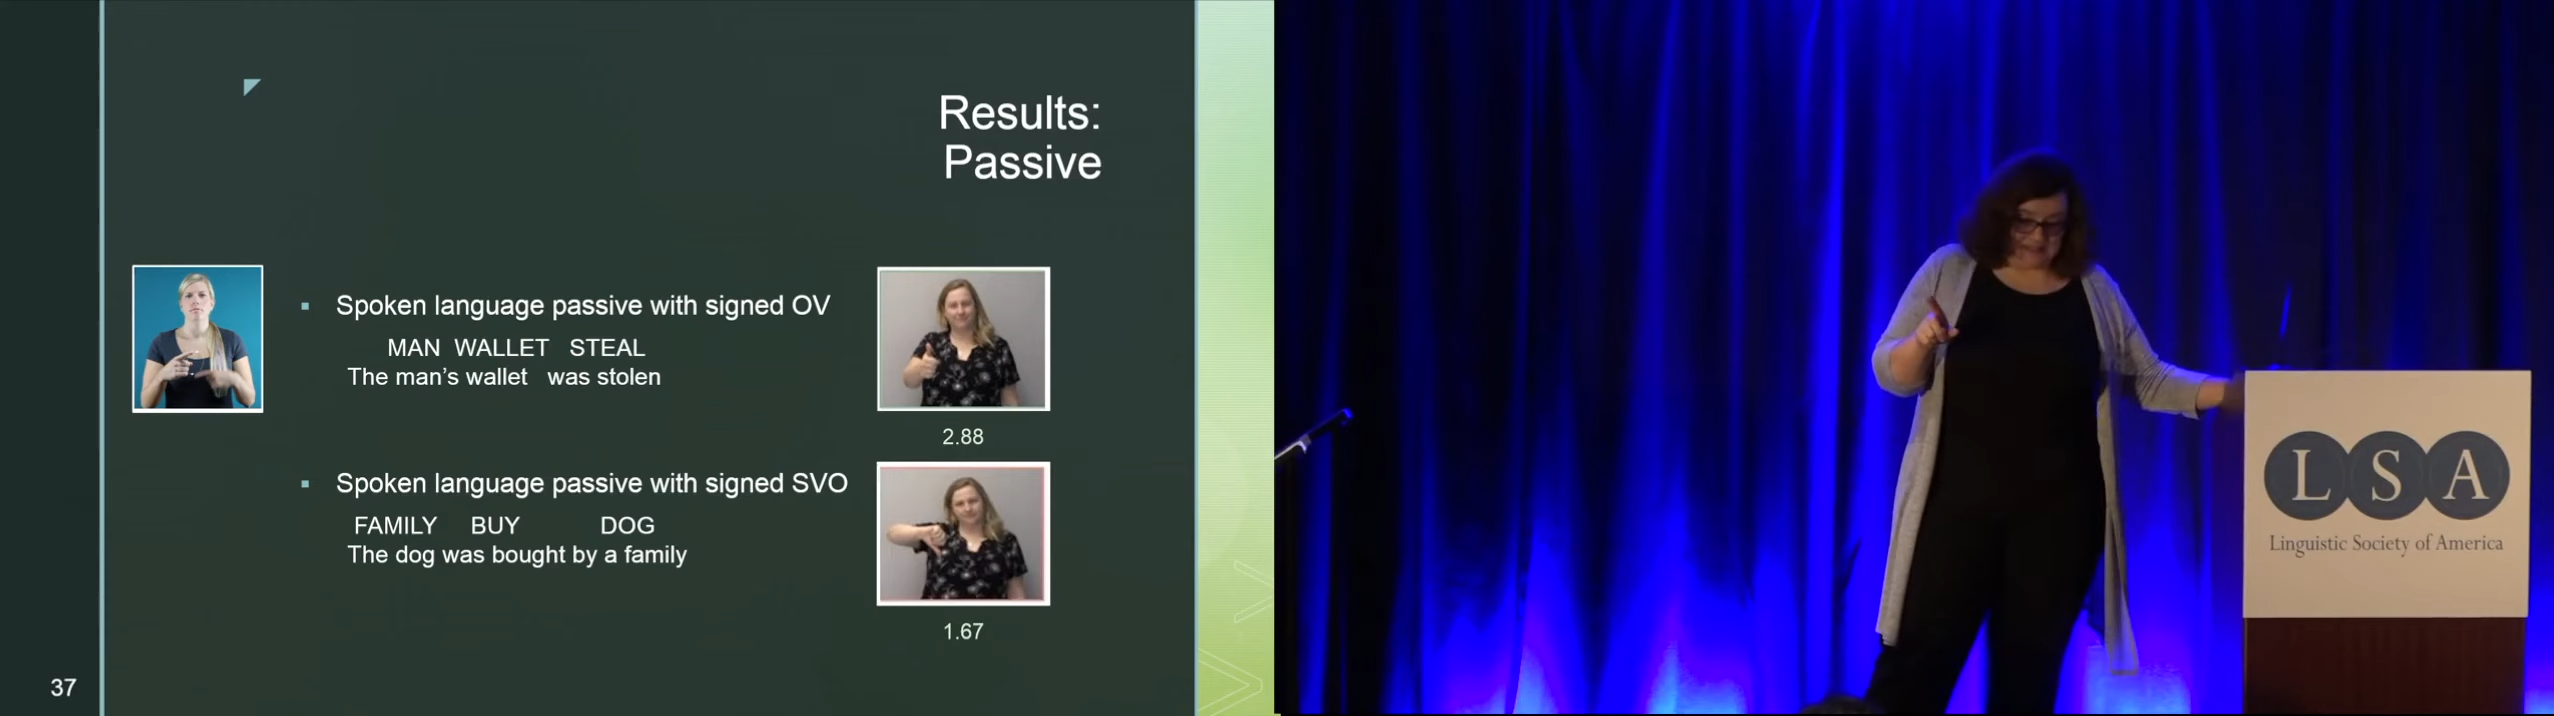 Results:
Passive
Spoken language passive with signed OV
MAN WALLET STEAL
The man's wallet was stolen
2.88
Spoken language passive with signed SVO
FAMILY BUY DOG
The dog was bought by a family
1.67
37
LSA
Linguistic Society of America